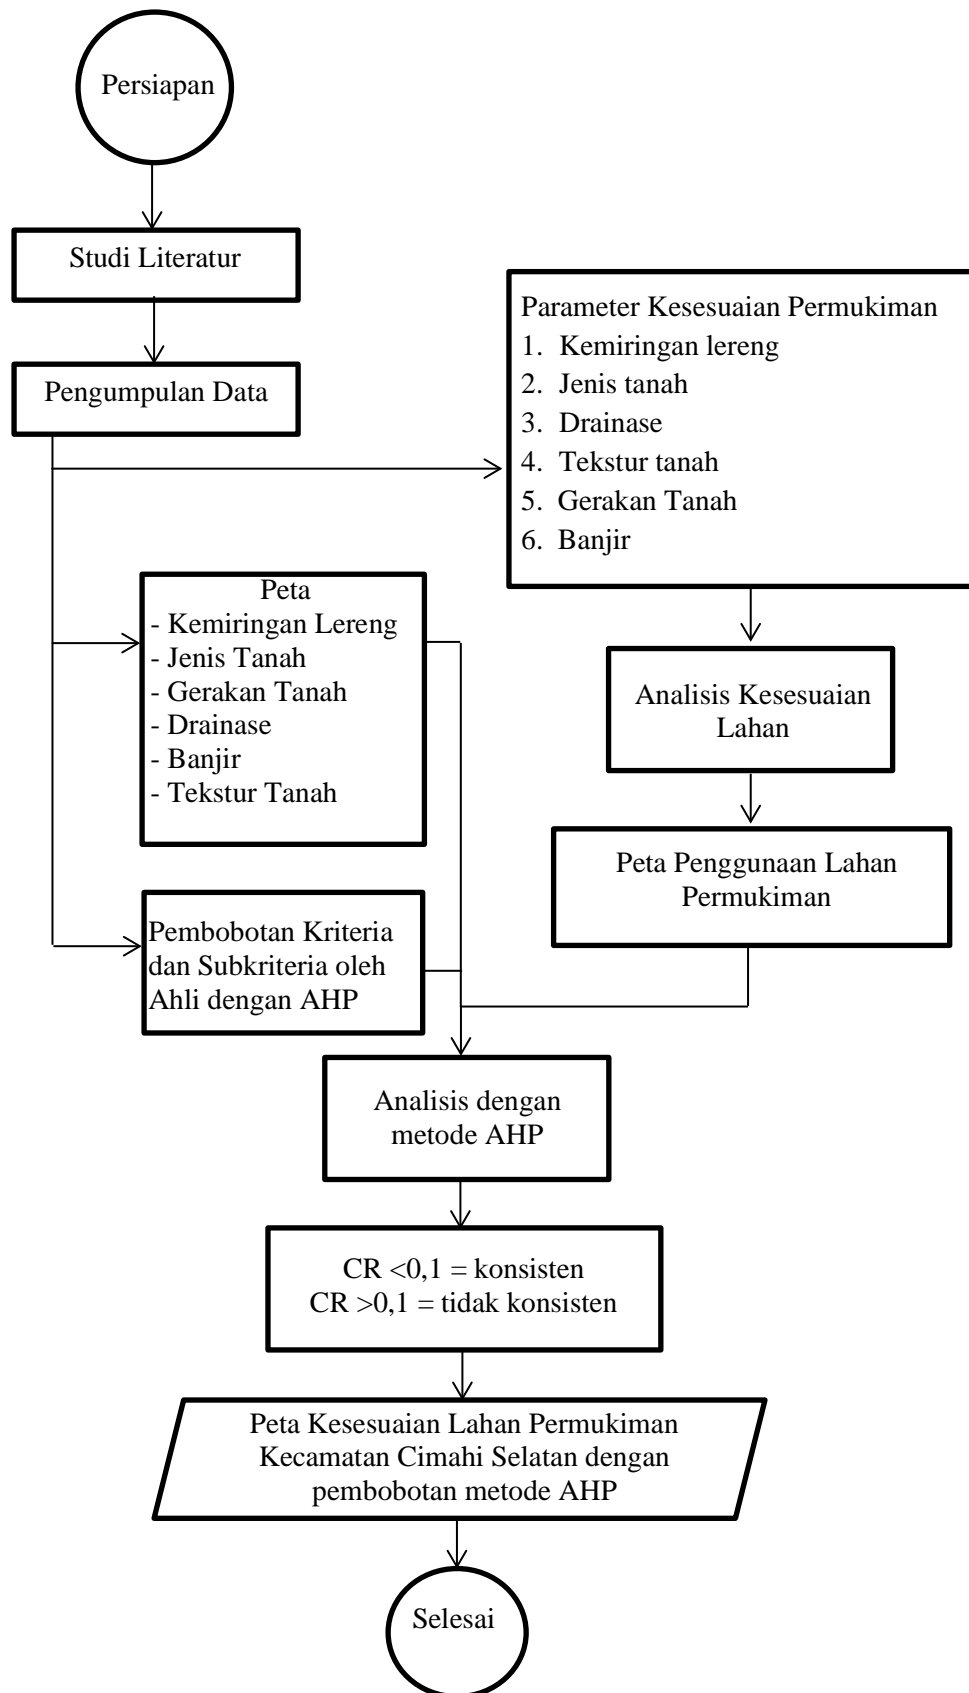 Persiapan
Studi Literatur
Pengumpulan Data
Parameter Kesesuaian Permukiman
1. Kemiringan lereng
2. Jenis tanah
3. Drainase
4. Tekstur tanah
5. Gerakan Tanah
6. Banjir
Peta
- Kemiringan Lereng
- Jenis Tanah
- Gerakan Tanah
- Drainase
- Banjir
- Tekstur Tanah
Analisis Kesesuaian
Lahan
Peta Penggunaan Lahan
Permukiman
Pembobotan Kriteria
dan Subkriteria oleh
Ahli dengan AHP
Analisis dengan
metode AHP
CR <0,1 = konsisten
CR >0,1 = tidak konsisten
Peta Kesesuaian Lahan Permukiman
Kecamatan Cimahi Selatan dengan
pembobotan metode AHP
Selesai